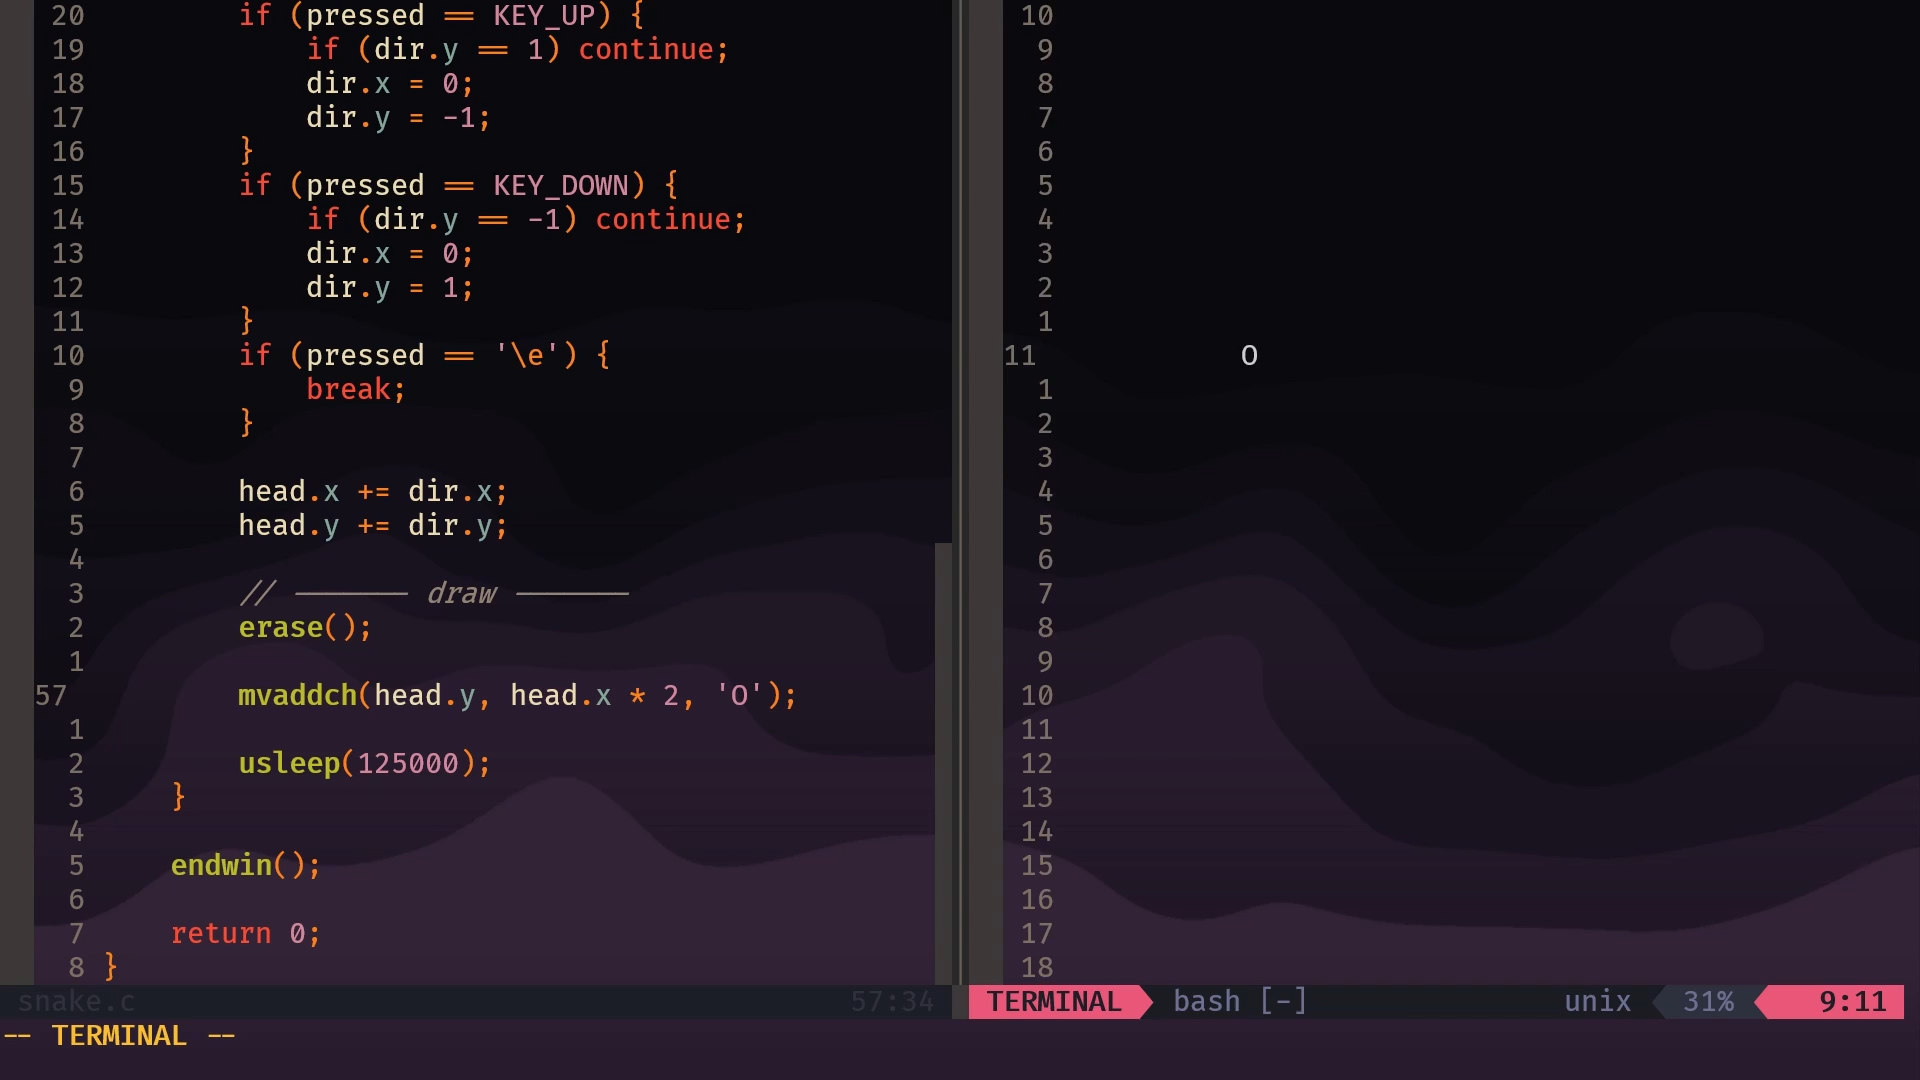 20 if (pressed == KEY_UP) {
19 if (dir.y == 1) continue;
18 dir.x = 0;
17 dir.y = -1;
16 }
15 if (pressed == KEY_DOWN) {
14 if (dir.y == -1) continue;
13 dir.x = 0;
12 dir.y = 1;
11 }
10 if (pressed == '\e') {
9 break;
8 }
7
6 head.x += dir.x;
5 head.y += dir.y;
4
3 // ------- draw -------
2 erase();
1
57 mvaddch(head.y, head.x * 2, 'O');
1
2 usleep(125000);
3 }
4
5 endwin();
6
7 return 0;
8 }
snake.c 57:34
10
9
8
7
6
5
4
3
2
1
11 O
1
2
3
4
5
6
7
8
9
10
11
12
13
14
15
16
17
18
TERMINAL bash [-] unix 31% 9:11
-- TERMINAL --